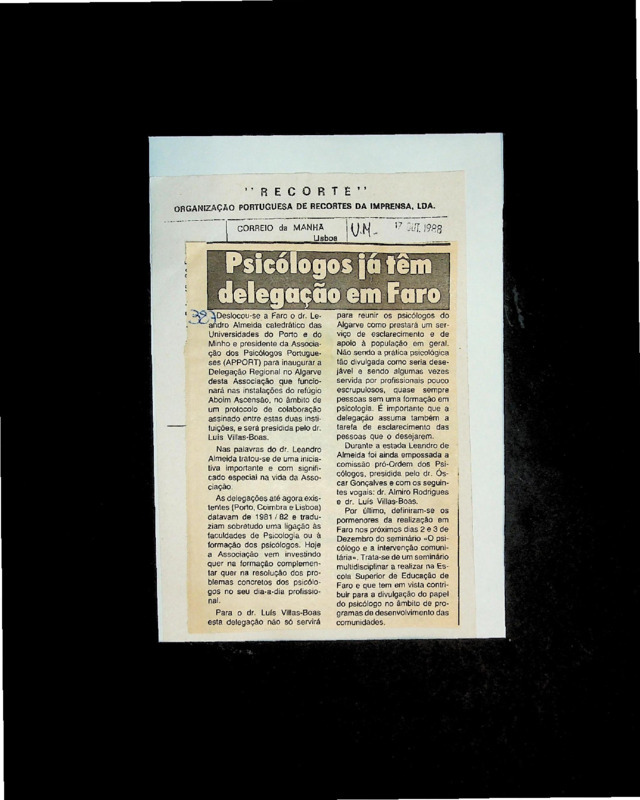 "RECORTE"
ORGANIZAÇÃO PORTUGUESA DE RECORTES DA IMPRENSA, LDA.
CORREIO da MANHÃ
Lisboa
U.M.
17 OUT. 1988
Psicólogos já têm
delegação em Faro
327
Deslocou-se a Faro o dr. Le-
andro Almeida catedrático das
Universidades do Porto e do
Minho e presidente da Associa-
ção dos Psicólogos Portugue-
ses (APPORT) para inaugurar a
Delegação Regional no Algarve
desta Associação que funcio-
nará nas instalações do refúgio
Aboim Ascensão, no âmbito de
um protocolo de colaboração
assinado entre estas duas insti-
tuições, e será presidida pelo dr.
Luís Villas-Boas.
Nas palavras do dr. Leandro
Almeida tratou-se de uma inicia-
tiva importante e com signifi-
cado especial na vida da Asso-
ciação.
As delegações até agora exis-
tentes (Porto, Coimbra e Lisboa)
datavam de 1981/82 e tradu-
ziam sobretudo uma ligação às
faculdades de Psicologia ou à
formação dos psicólogos. Hoje
a Associação vem investindo
quer na formação complemen-
tar quer na resolução dos pro-
blemas concretos dos psicólo-
gos no seu dia-a-dia profissio-
nal.
Para o dr. Luís Villas-Boas
esta delegação não só servirá
para reunir os psicólogos do
Algarve como prestará um ser-
viço de esclarecimento e de
apoio à população em geral.
Não sendo a prática psicológica
tão divulgada como seria dese-
jável e sendo algumas vezes
servida por profissionais pouco
escrupulosos, quase sempre
pessoas sem uma formação em
psicologia. É importante que a
delegação assuma também a
tarefa de esclarecimento das
pessoas que o desejarem.
Durante a estada Leandro de
Almeida foi ainda empossada a
comissão pró-Ordem dos Psi-
cólogos, presidida pelo dr. Ós-
car Gonçalves e com os seguin-
tes vogais: dr. Almiro Rodrigues
e dr. Luís Villas-Boas.
Por último, definiram-se os
pormenores da realização em
Faro nos próximos dias 2 e 3 de
Dezembro do seminário «O psi-
cólogo e a intervenção comuni-
tária». Trata-se de um seminário
multidisciplinar a realizar na Es-
cola Superior de Educação de
Faro e que tem em vista contri-
buir para a divulgação do papel
do psicólogo no âmbito de pro-
gramas de desenvolvimento das
comunidades.